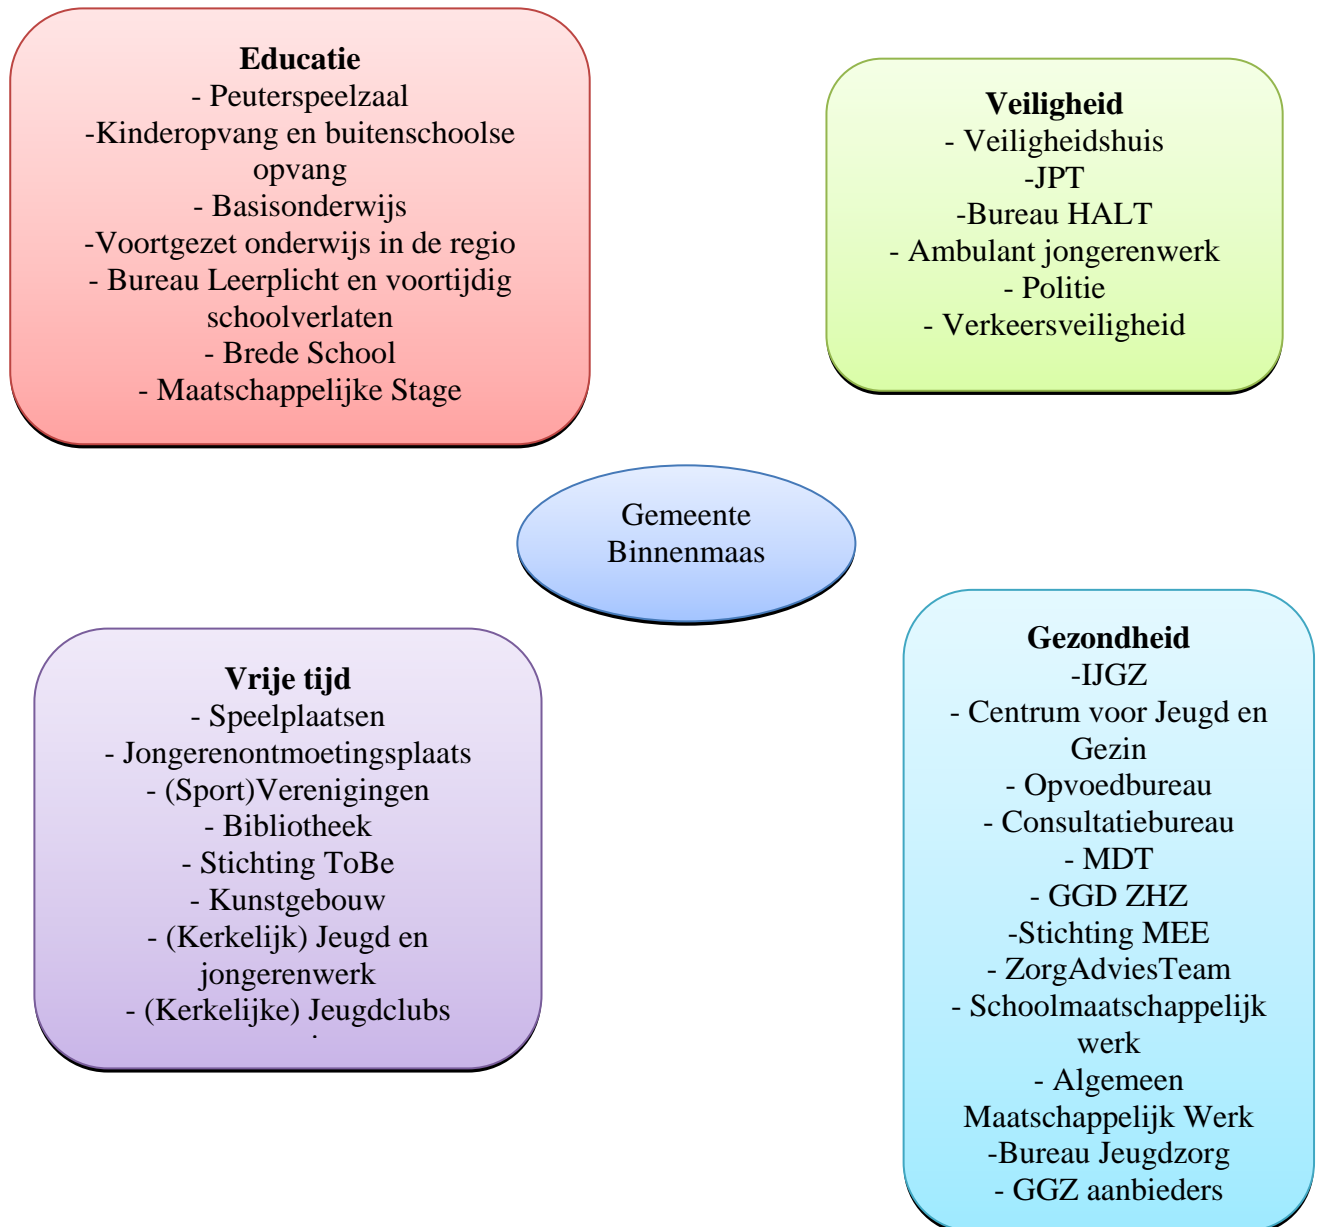 Educatie
- Peuterspeelzaal
-Kinderopvang en buitenschoolse
opvang
- Basisonderwijs
-Voortgezet onderwijs in de regio
- Bureau Leerplicht en voortijdig
schoolverlaten
- Brede School
- Maatschappelijke Stage
Veiligheid
- Veiligheidshuis
-JPT
-Bureau HALT
- Ambulant jongerenwerk
- Politie
- Verkeersveiligheid
Gemeente
Binnenmaas
Vrije tijd
- Speelplaatsen
- Jongerenontmoetingsplaats
- (Sport)Verenigingen
- Bibliotheek
- Stichting ToBe
- Kunstgebouw
- (Kerkelijk) Jeugd en
jongerenwerk
- (Kerkelijke) Jeugdclubs
Gezondheid
-IJGZ
- Centrum voor Jeugd en
Gezin
- Opvoedbureau
- Consultatiebureau
- MDT
- GGD ZHZ
-Stichting MEE
- ZorgAdviesTeam
- Schoolmaatschappelijk
werk
- Algemeen
Maatschappelijk Werk
-Bureau Jeugdzorg
- GGZ aanbieders